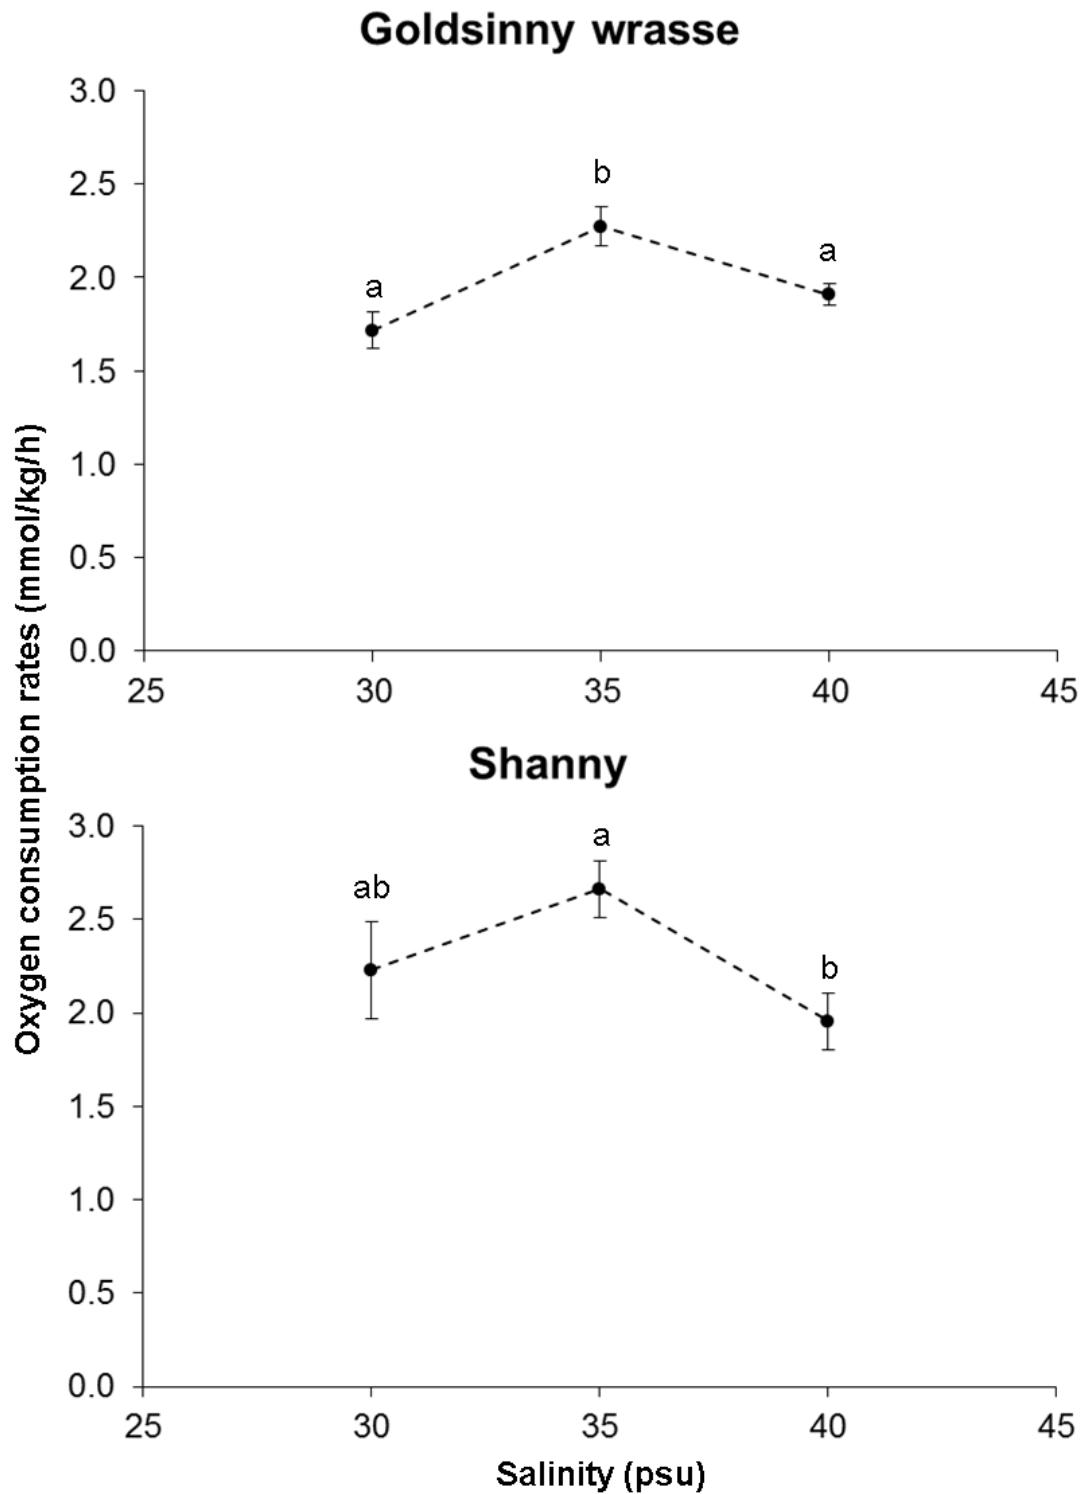 Goldsinny wrasse
3.0
b
2.5
a
2.0
a
1.5
1.0
0.5
0.0
25 30 35 40 45
Oxygen consumption rates (mmol/kg/h)
Shanny
3.0
a
ab
2.5
b
2.0
1.5
1.0
0.5
0.0
25 30 35 40 45
Salinity (psu)